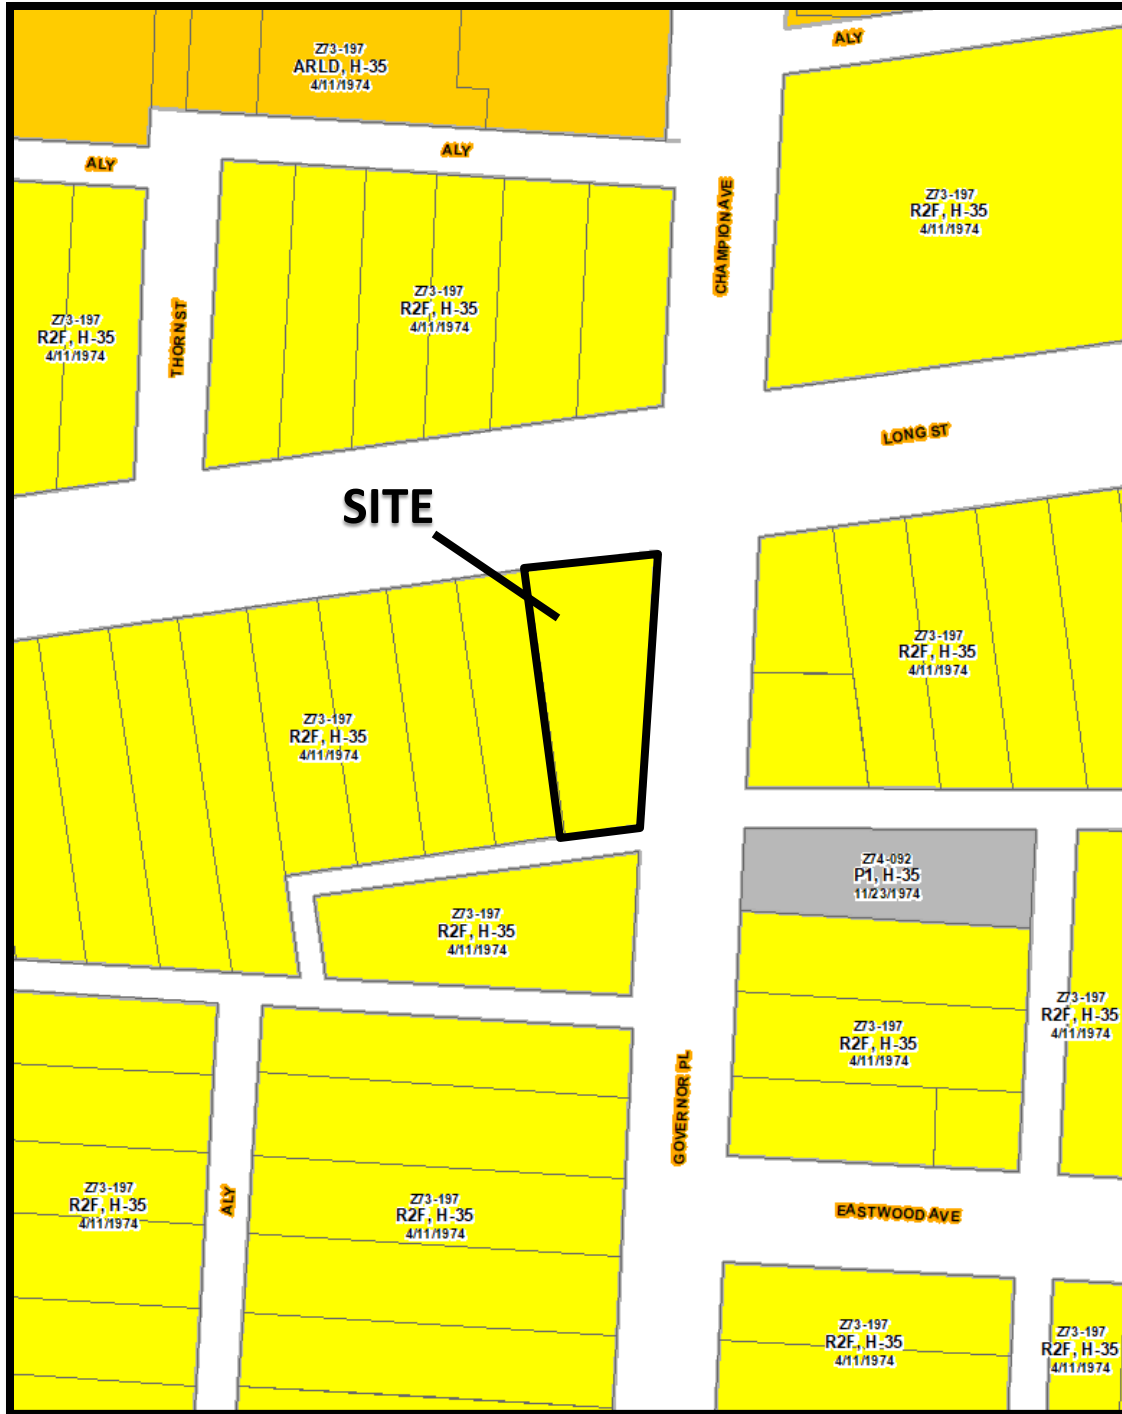 ALY
Z73-197
ARLD, H-35
4/11/1974
ALY
ALY
CHAMPION AVE
Z73-197
R2F, H-35
4/11/1974
Z73-197
R2F, H-35
4/11/1974
THORN ST
Z73-197
R2F, H-35
4/11/1974
LONG ST
SITE
Z73-197
R2F, H-35
4/11/1974
Z73-197
R2F, H-35
4/11/1974
Z74-092
P1, H-35
11/23/1974
Z73-197
R2F, H-35
4/11/1974
Z73-197
R2F, H-35
4/11/1974
Z73-197
R2F, H-35
4/11/1974
GOVERNOR PL
Z73-197
R2F, H-35
4/11/1974
ALY
Z73-197
R2F, H-35
4/11/1974
EASTWOOD AVE
Z73-197
R2F, H-35
4/11/1974
Z73-197
R2F, H-35
4/11/1974